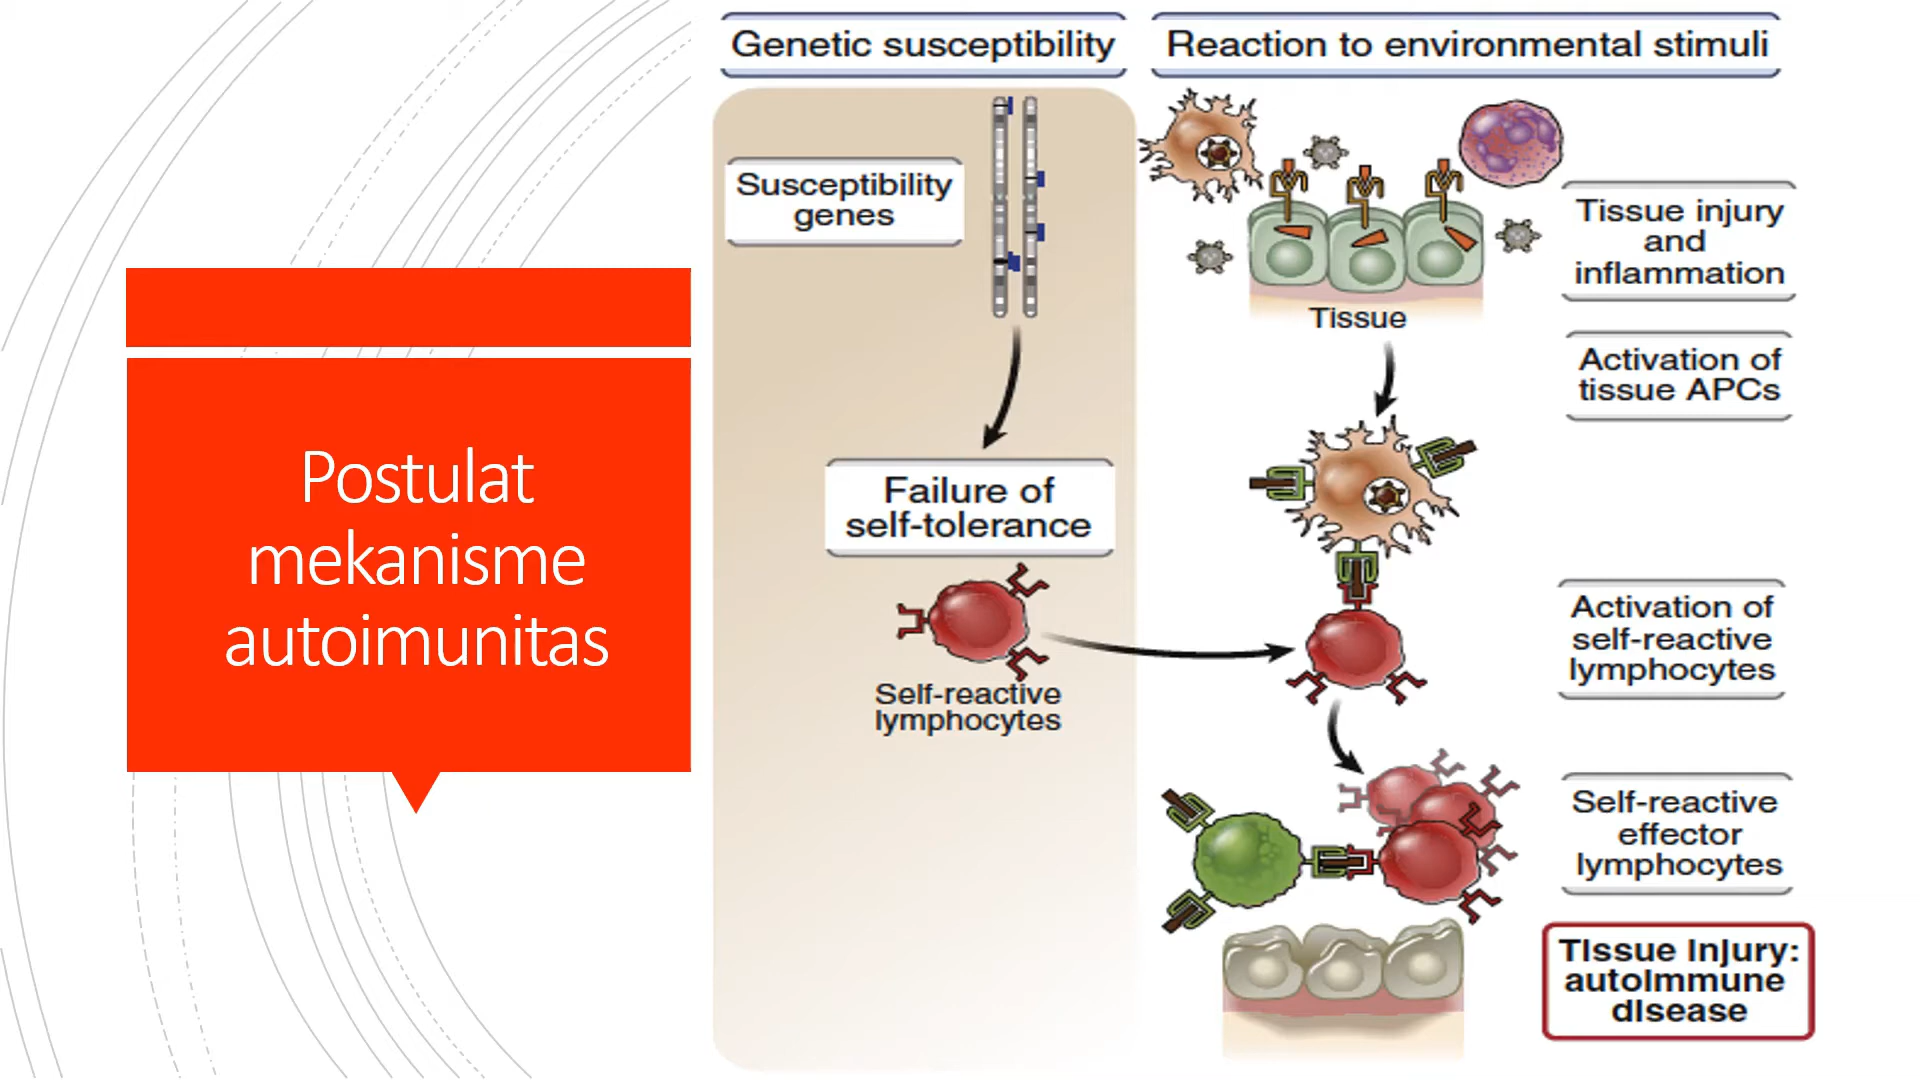 Postulat
mekanisme
autoimunitas
Genetic susceptibility
Susceptibility
genes
Failure of
self-tolerance
Self-reactive
lymphocytes
Reaction to environmental stimuli
Tissue
Tissue injury
and
inflammation
Activation of
tissue APCs
Activation of
self-reactive
lymphocytes
Self-reactive
effector
lymphocytes
Tissue injury:
autoimmune
disease